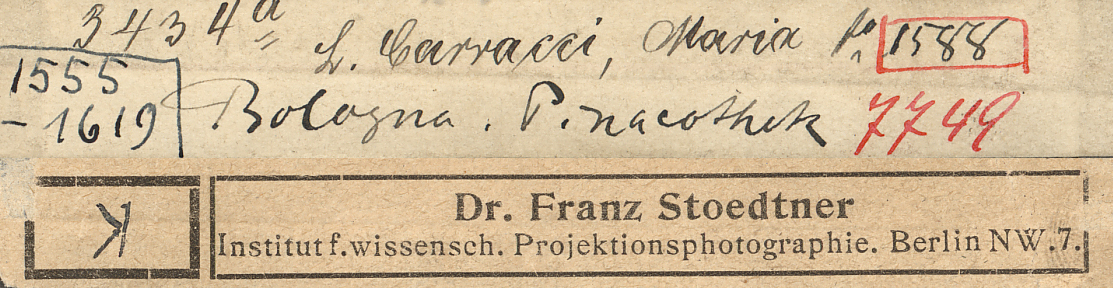 3434a
L. Carracci, Maria
1588
1555
-1619
Bologna. Pinacothek 7749
K
Dr. Franz Stoedtner
Institut f. wissensch. Projektionsphotographie. Berlin NW.7.